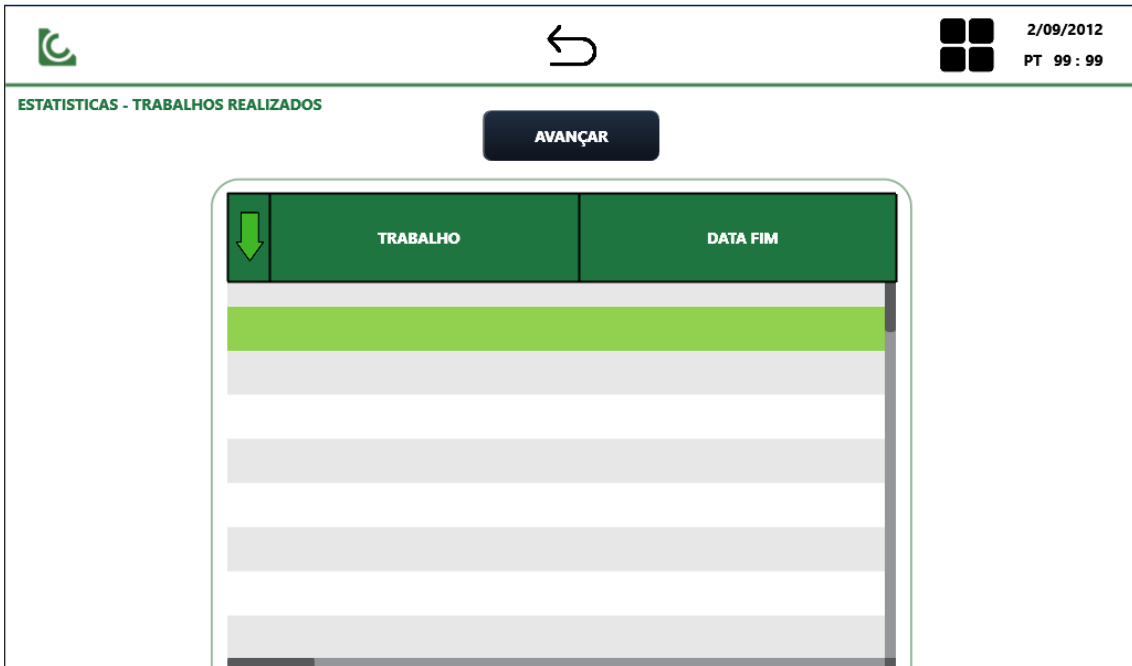 2/09/2012
PT 99 : 99
ESTATISTICAS - TRABALHOS REALIZADOS
AVANÇAR
TRABALHO DATA FIM